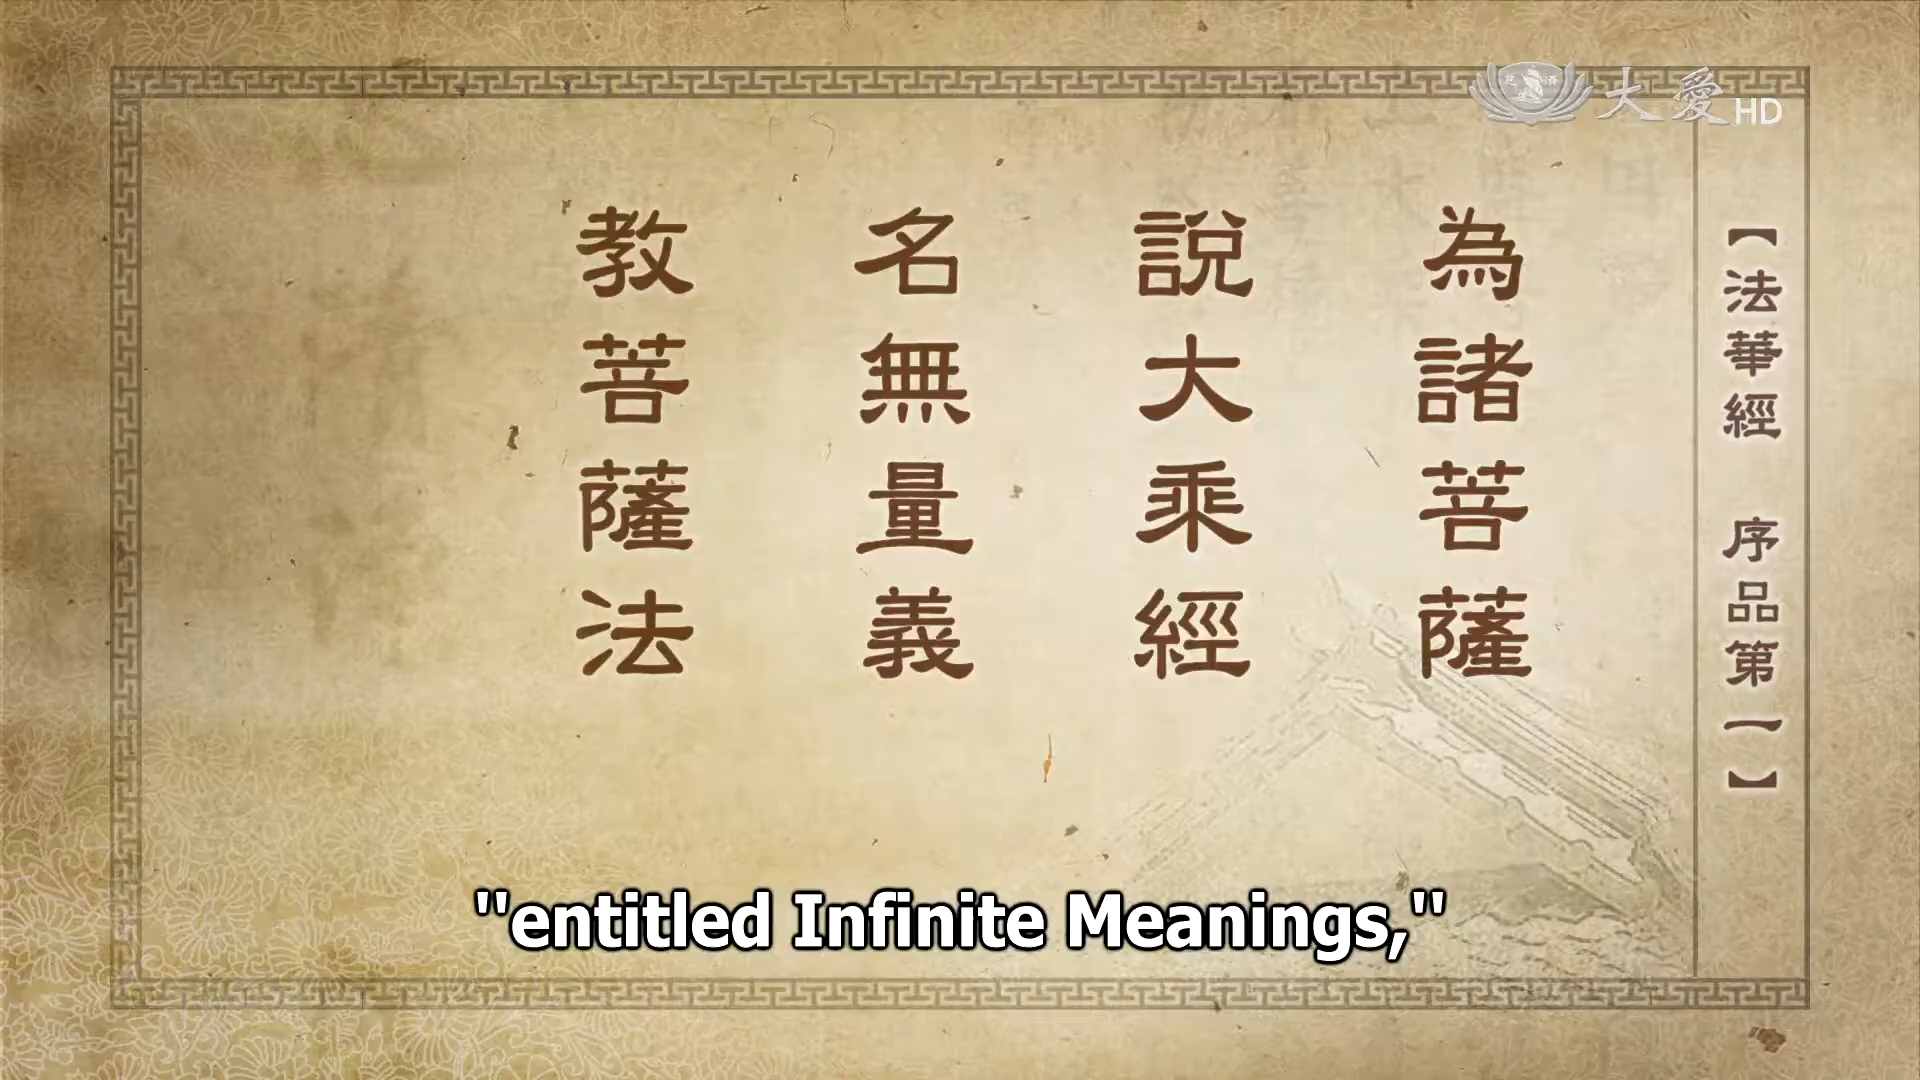 大愛HD
【法華經 序品第一】
為諸菩薩
說大乘經
名無量義
教菩薩法
"entitled Infinite Meanings,"